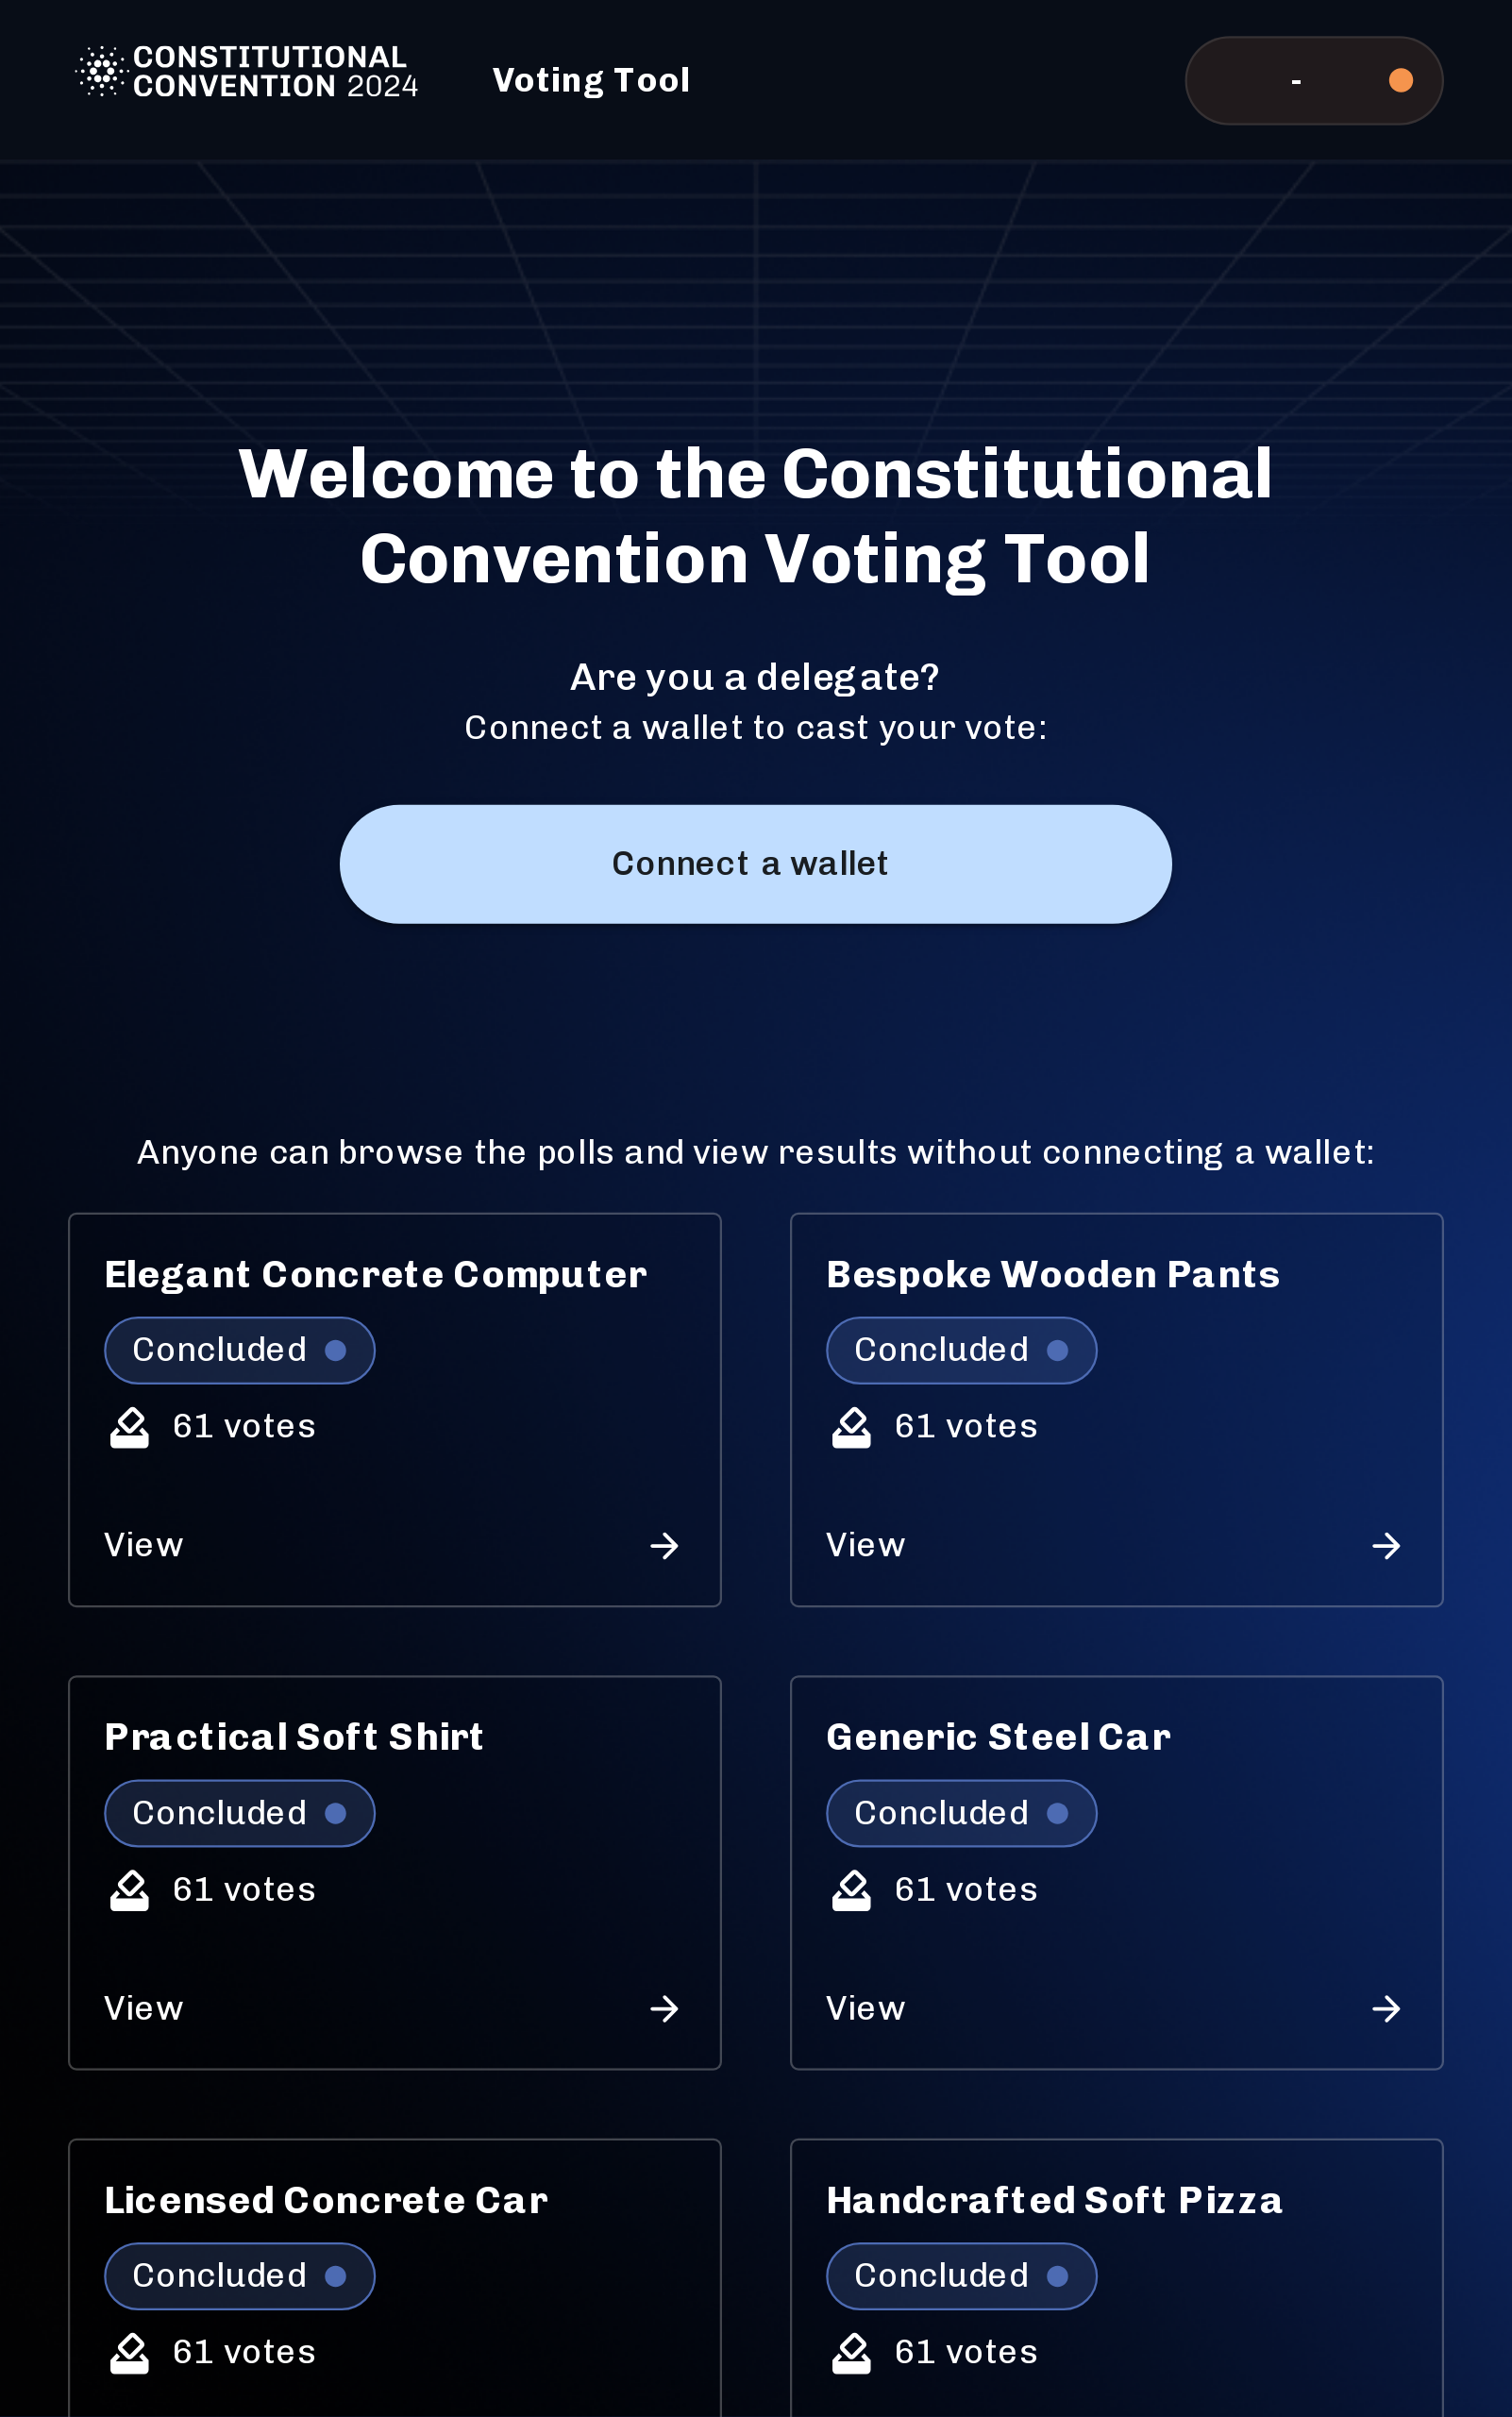 CONSTITUTIONAL
CONVENTION 2024
Voting Tool
-
Welcome to the Constitutional
Convention Voting Tool
Are you a delegate?
Connect a wallet to cast your vote:
Connect a wallet
Anyone can browse the polls and view results without connecting a wallet:
Elegant Concrete Computer
Concluded
61 votes
View
Bespoke Wooden Pants
Concluded
61 votes
View
Practical Soft Shirt
Concluded
61 votes
View
Generic Steel Car
Concluded
61 votes
View
Licensed Concrete Car
Concluded
61 votes
Handcrafted Soft Pizza
Concluded
61 votes